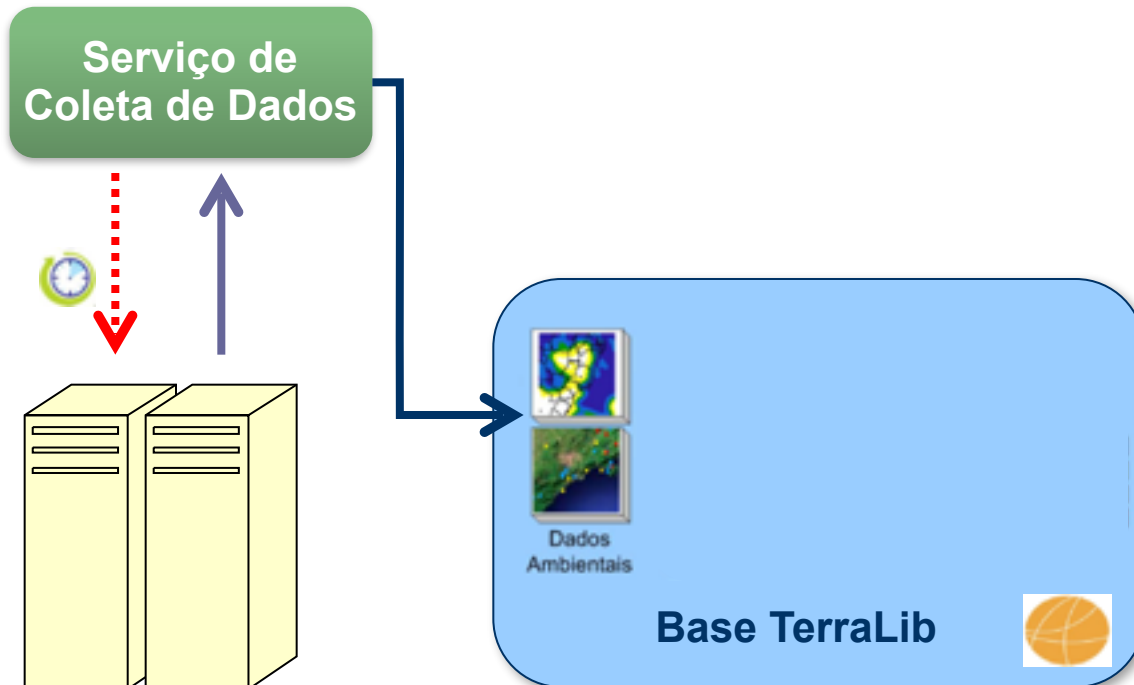 Serviço de
Coleta de Dados
Dados
Ambientais
Base TerraLib